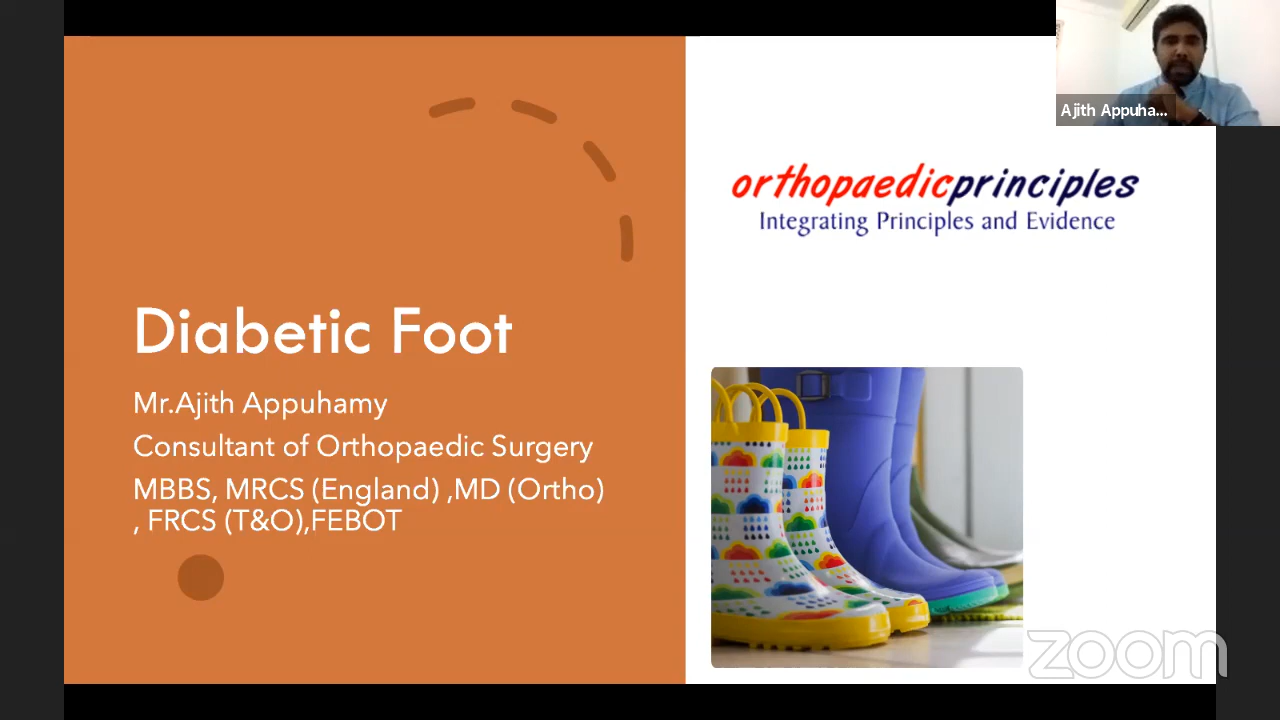 Diabetic Foot
Mr.Ajith Appuhamy
Consultant of Orthopaedic Surgery
MBBS, MRCS (England) ,MD (Ortho)
, FRCS (T&O),FEBOT
orthopaedicprinciples
Integrating Principles and Evidence
Ajith Appuha...
zoom